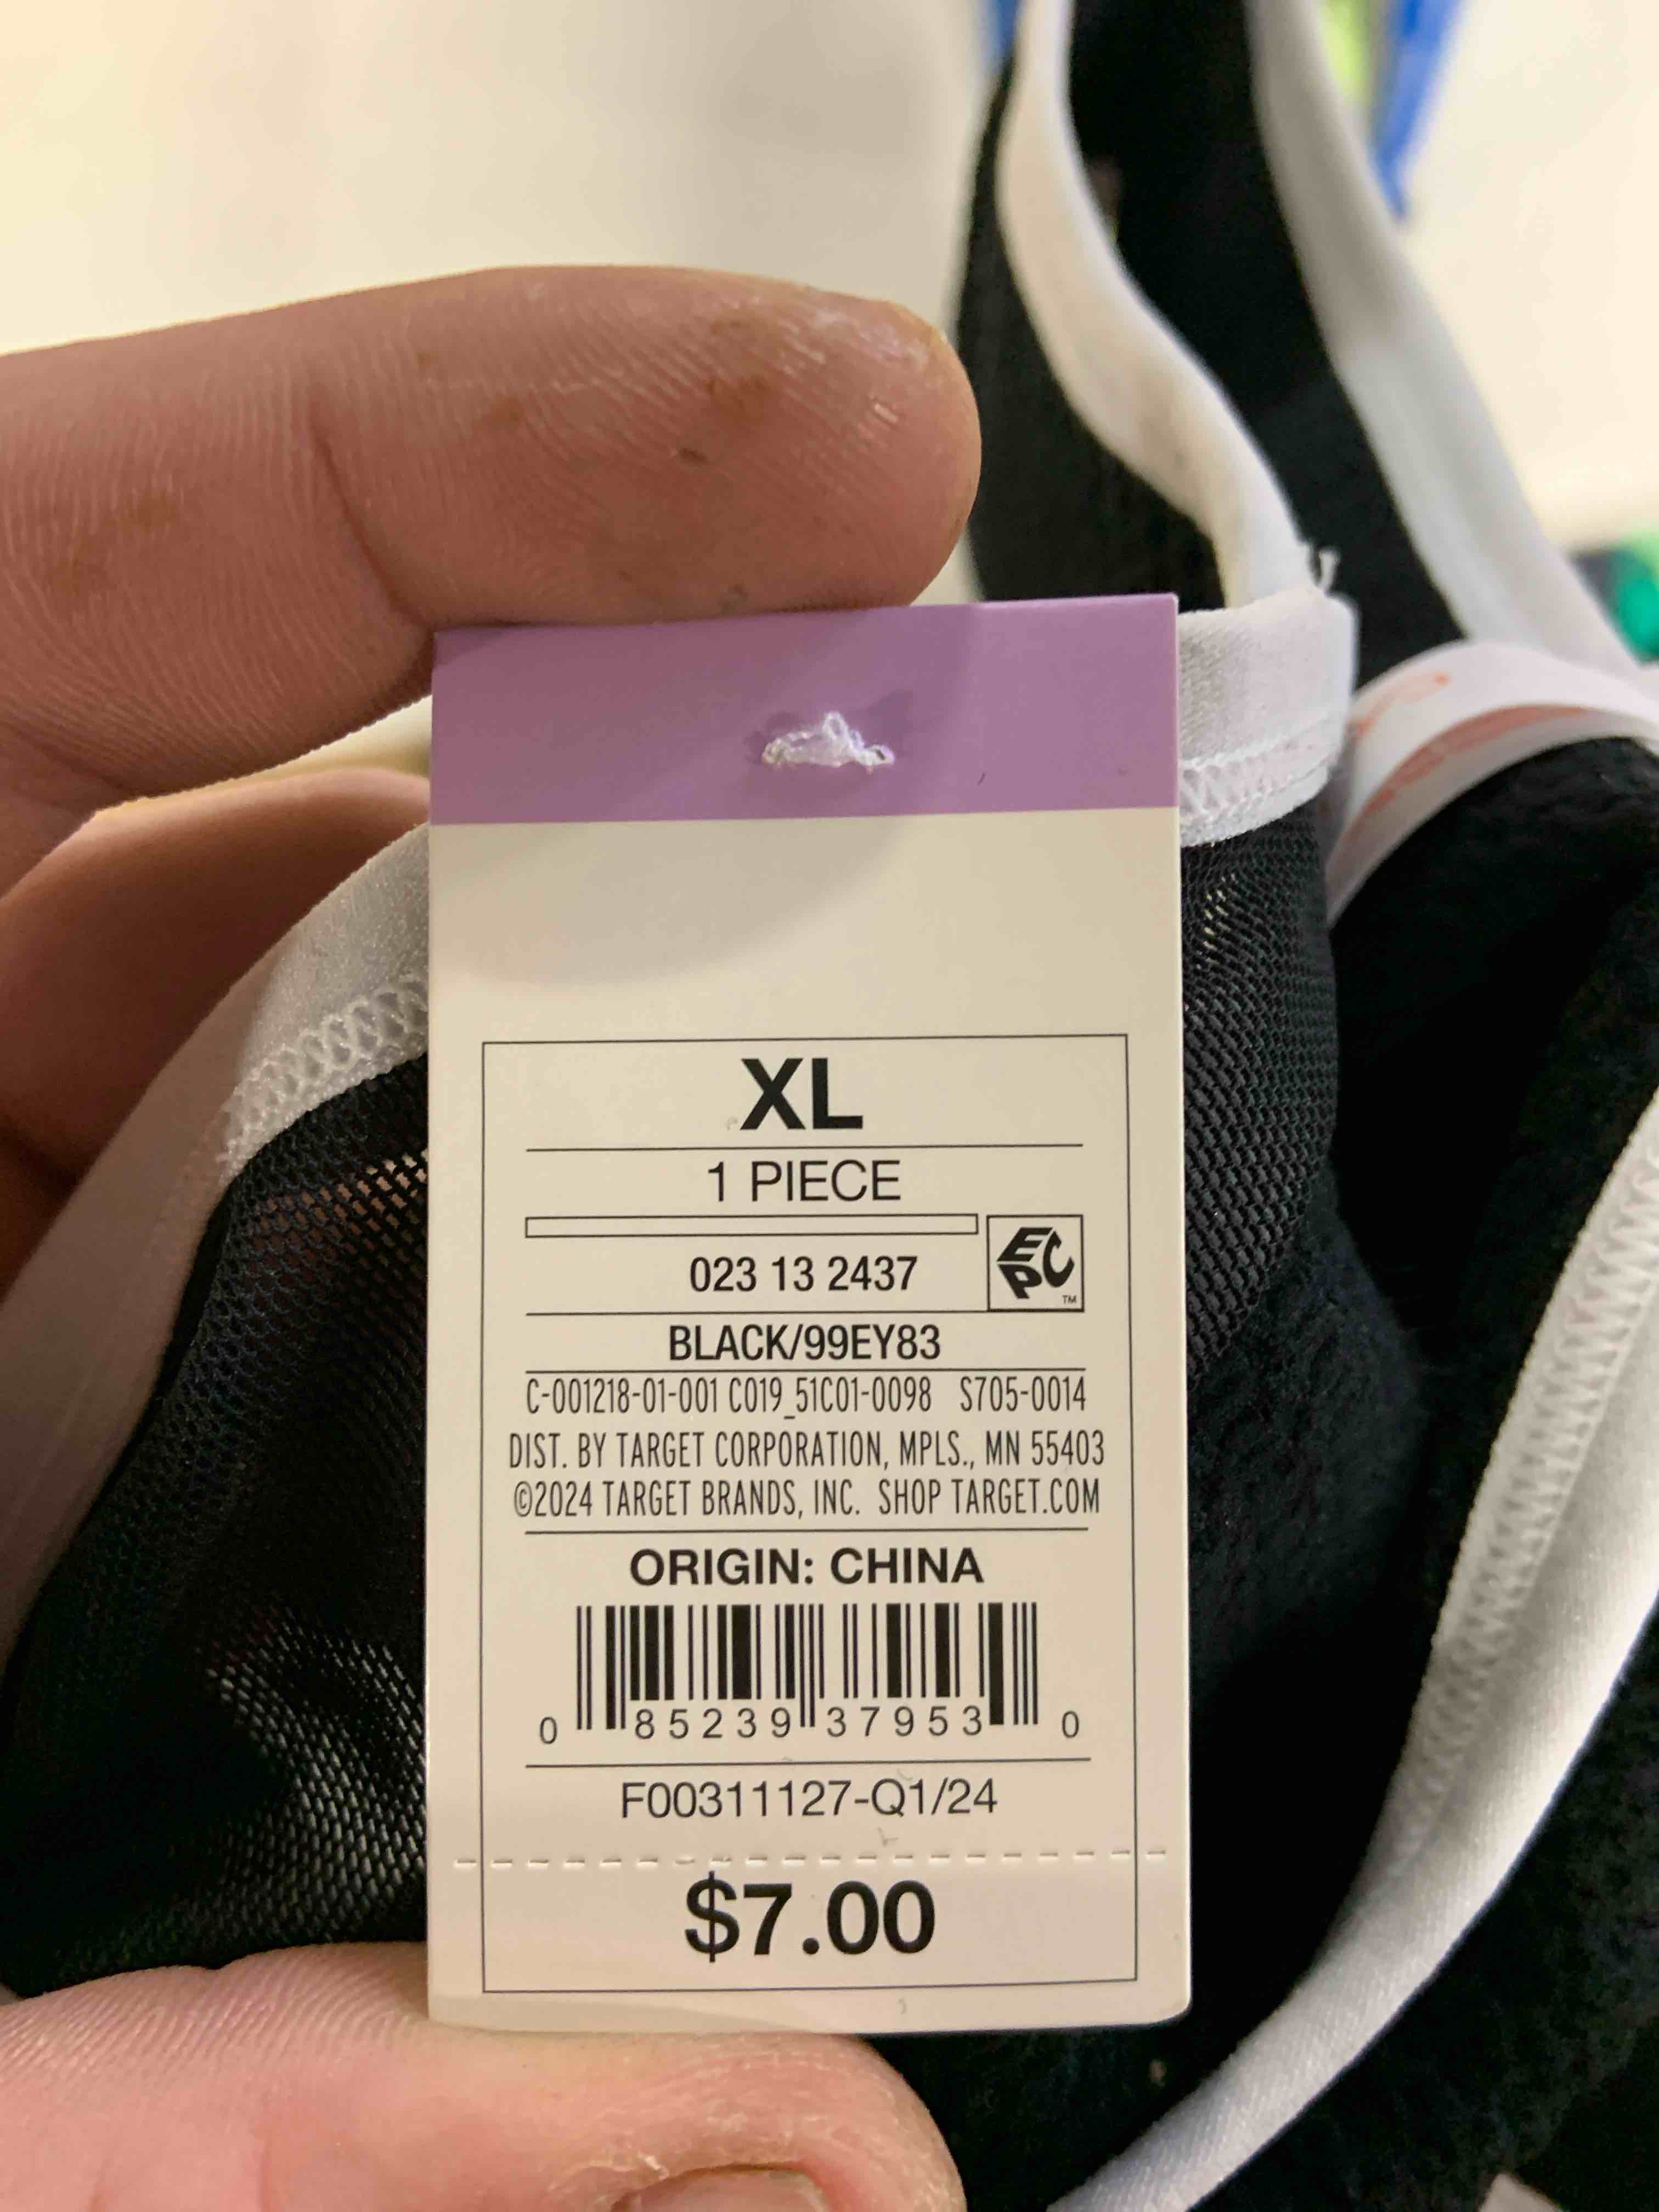 XL
1 PIECE
023 13 2437
EPC TM
BLACK/99EY83
C-001218-01-001 C019_51C01-0098 S705-0014
DIST. BY TARGET CORPORATION, MPLS., MN 55403
©2024 TARGET BRANDS, INC. SHOP TARGET.COM
ORIGIN: CHINA
0 85239 37953 0
F00311127-Q1/24
$7.00